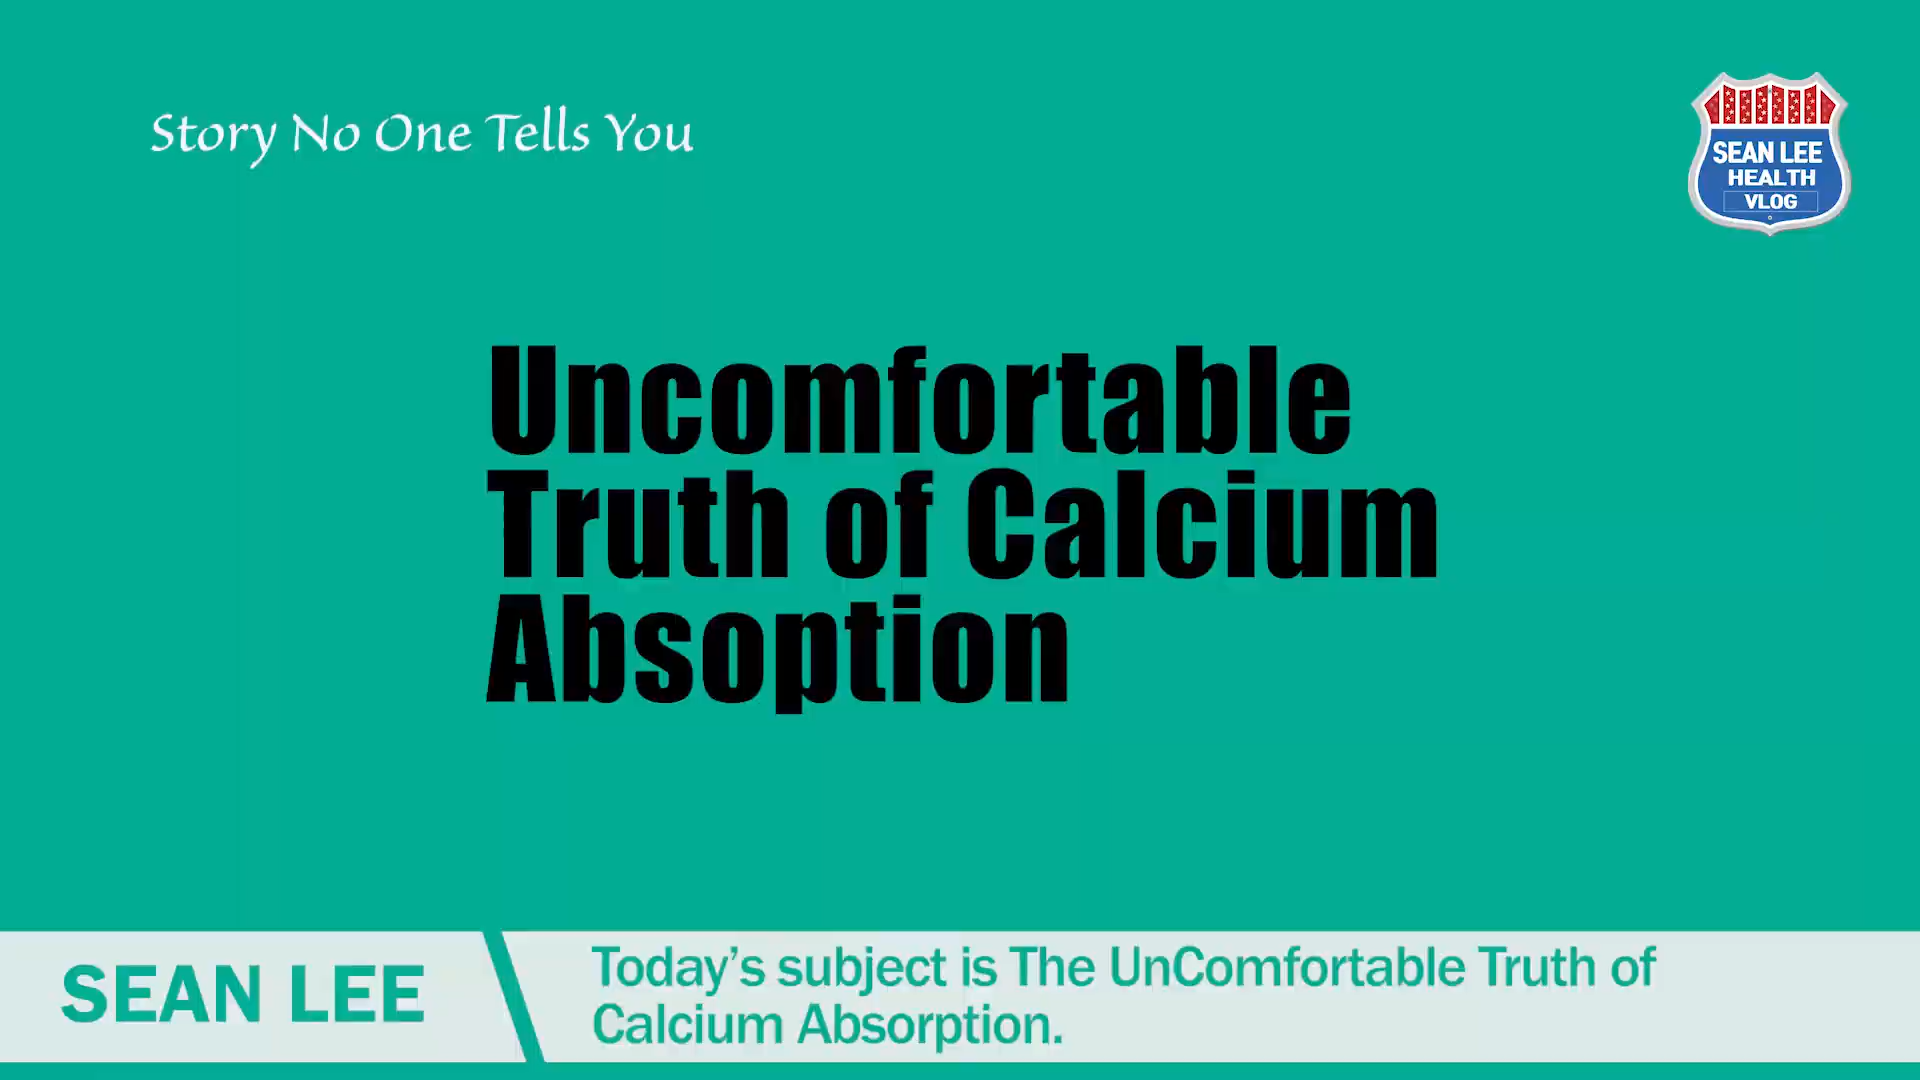 Story No One Tells You
SEAN LEE
HEALTH
VLOG
Uncomfortable
Truth of Calcium
Absoption
SEAN LEE
Today’s subject is The UnComfortable Truth of
Calcium Absorption.